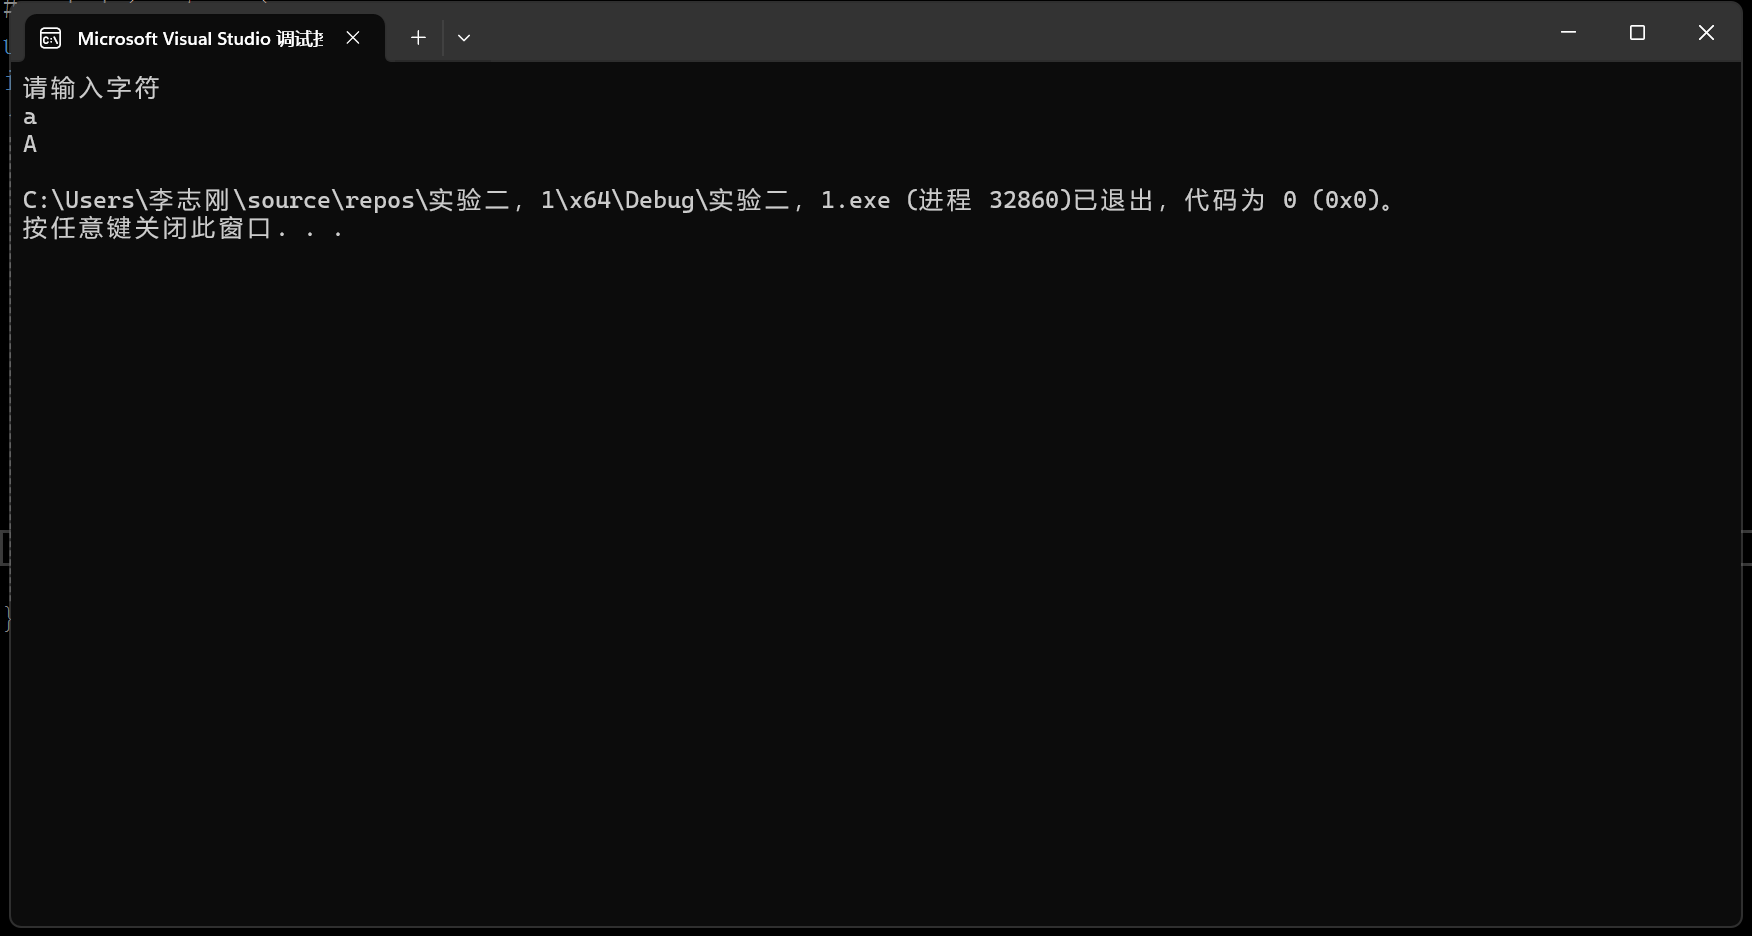 Microsoft Visual Studio 调试
请输入字符
a
A
C:\Users\李志刚\source\repos\实验二，1\x64\Debug\实验二，1.exe (进程 32860)已退出，代码为 0 (0x0)。
按任意键关闭此窗口. . .